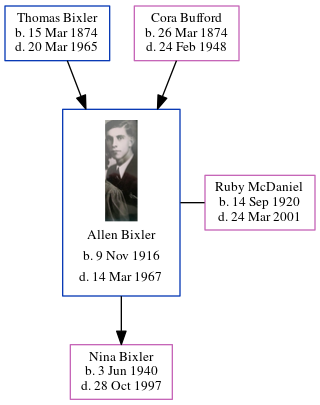 Thomas Bixler
b. 15 Mar 1874
d. 20 Mar 1965
Cora Bufford
b. 26 Mar 1874
d. 24 Feb 1948
Allen Bixler
b. 9 Nov 1916
d. 14 Mar 1967
Ruby McDaniel
b. 14 Sep 1920
d. 24 Mar 2001
Nina Bixler
b. 3 Jun 1940
d. 28 Oct 1997